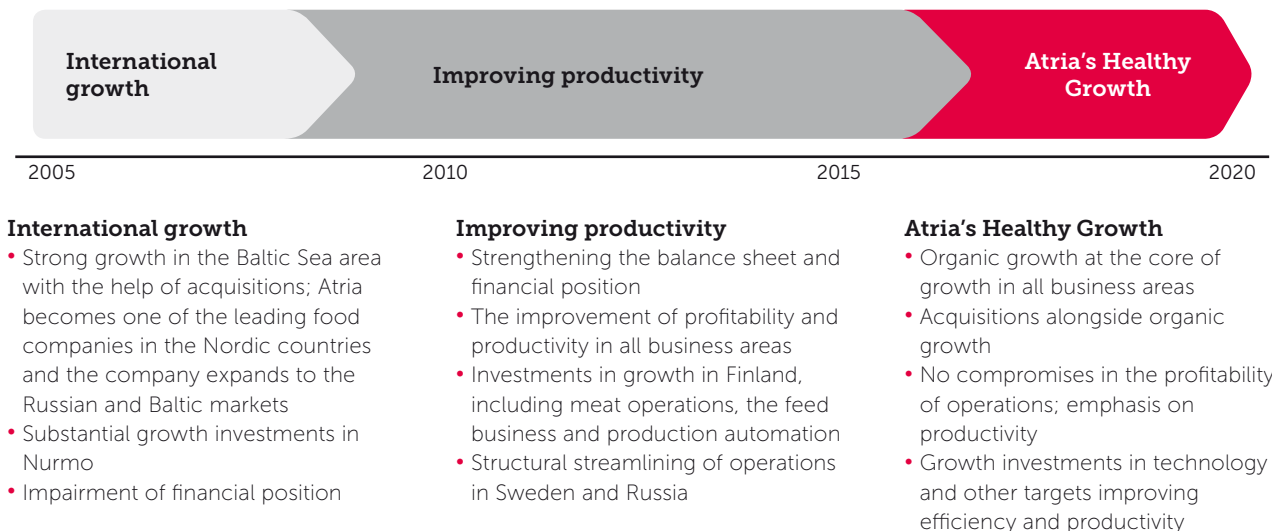 International
growth
Improving productivity
Atria’s Healthy
Growth
2005
2010
2015
2020
International growth
• Strong growth in the Baltic Sea area
with the help of acquisitions; Atria
becomes one of the leading food
companies in the Nordic countries
and the company expands to the
Russian and Baltic markets
• Substantial growth investments in
Nurmo
• Impairment of financial position
Improving productivity
• Strengthening the balance sheet and
financial position
• The improvement of profitability and
productivity in all business areas
• Investments in growth in Finland,
including meat operations, the feed
business and production automation
• Structural streamlining of operations
in Sweden and Russia
Atria’s Healthy Growth
• Organic growth at the core of
growth in all business areas
• Acquisitions alongside organic
growth
• No compromises in the profitability
of operations; emphasis on
productivity
• Growth investments in technology
and other targets improving
efficiency and productivity